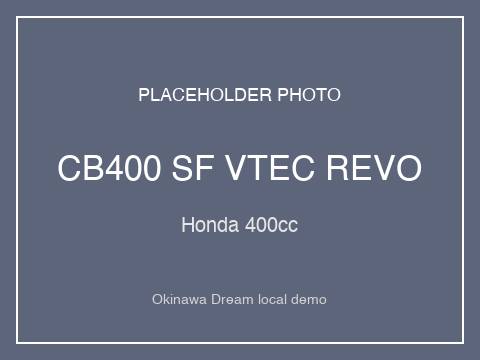 PLACEHOLDER PHOTO
CB400 SF VTEC REVO
Honda 400cc
Okinawa Dream local demo